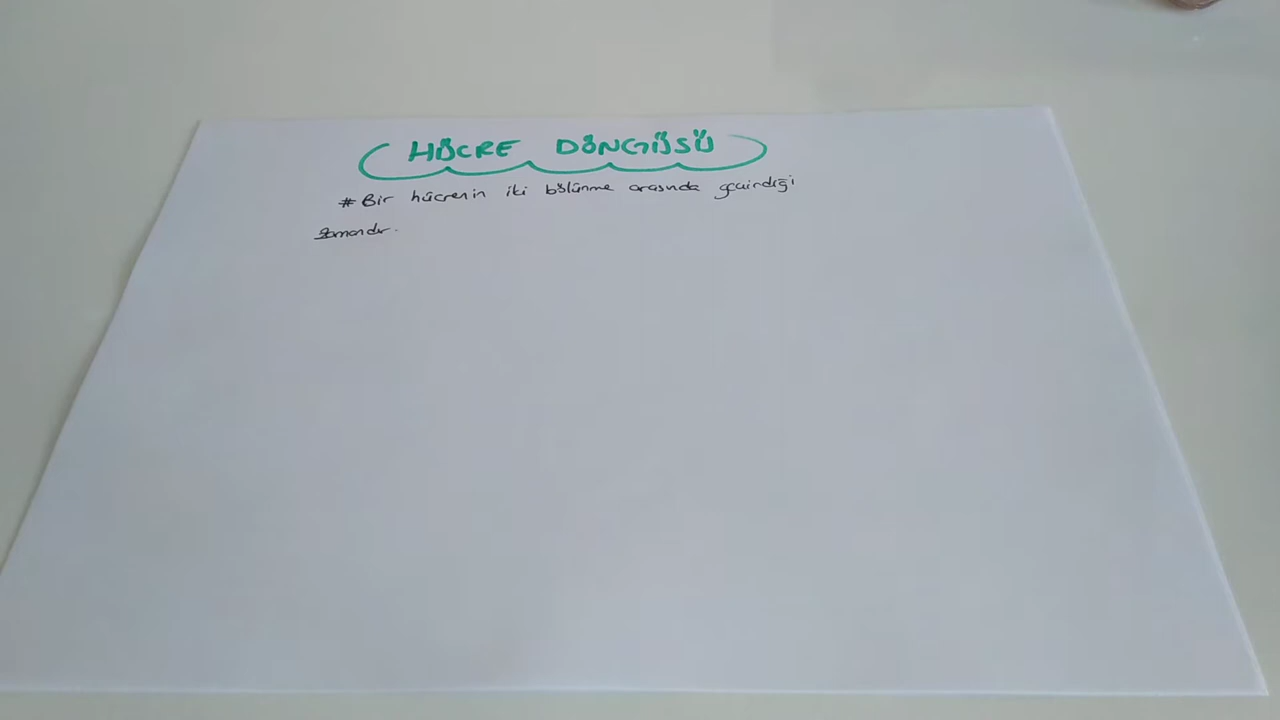 HÜCRE DÖNGÜSÜ
# Bir hücrenin iki bölünme arasında geçirdiği
zamandır.